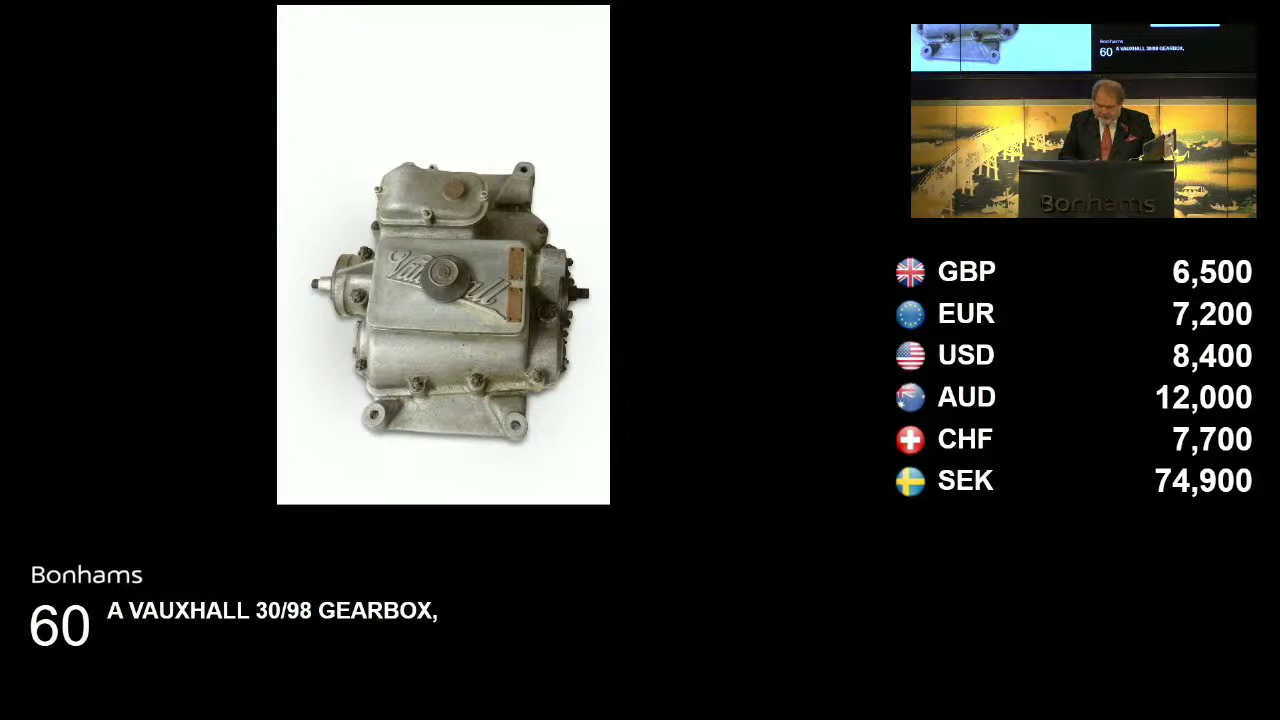 Bonhams
60 A VAUXHALL 30/98 GEARBOX,
Bonhams
Vauxhall
GBP 6,500
EUR 7,200
USD 8,400
AUD 12,000
CHF 7,700
SEK 74,900
Bonhams
60 A VAUXHALL 30/98 GEARBOX,